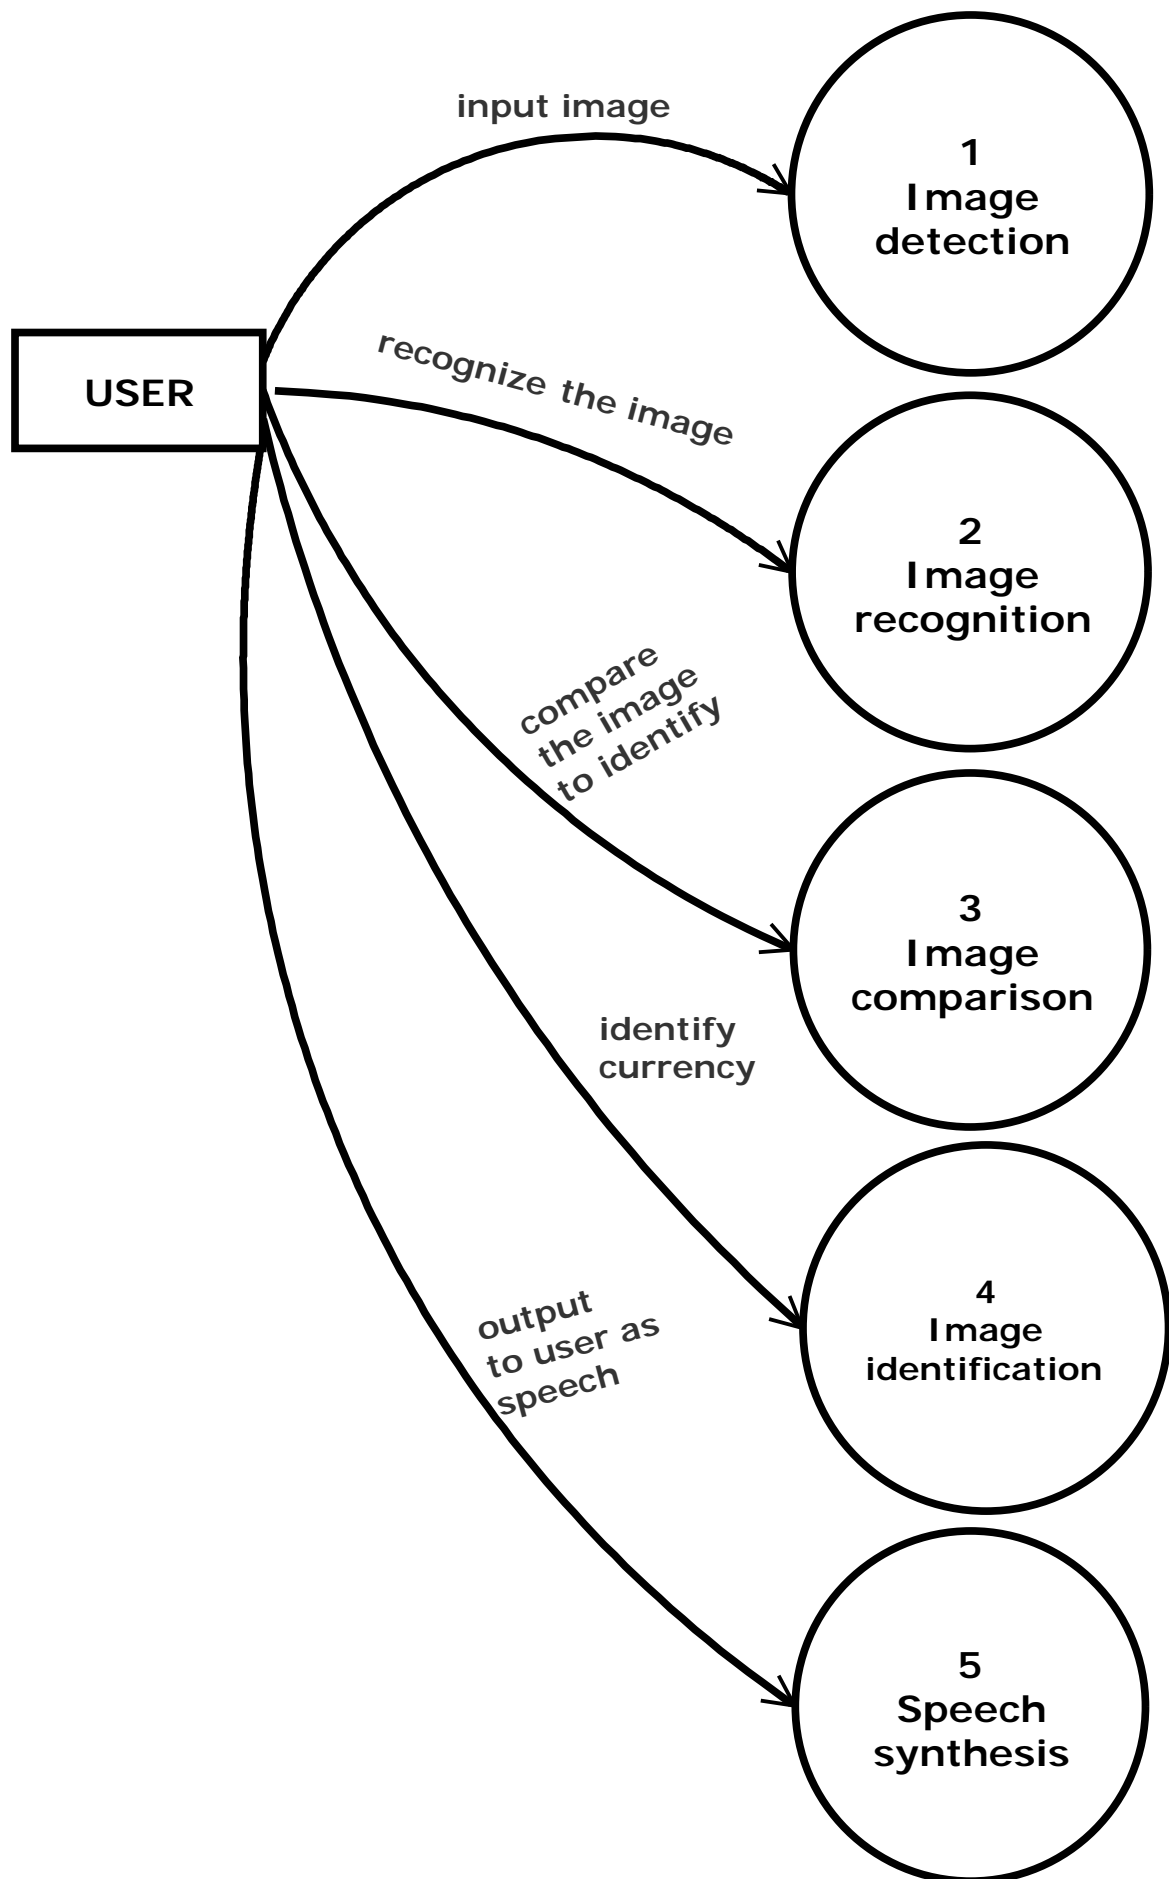 input image
1
Image
detection
USER
recognize the image
2
Image
recognition
compare
the image
to identify
3
Image
comparison
identify
currency
4
Image
identification
output
to user as
speech
5
Speech
synthesis